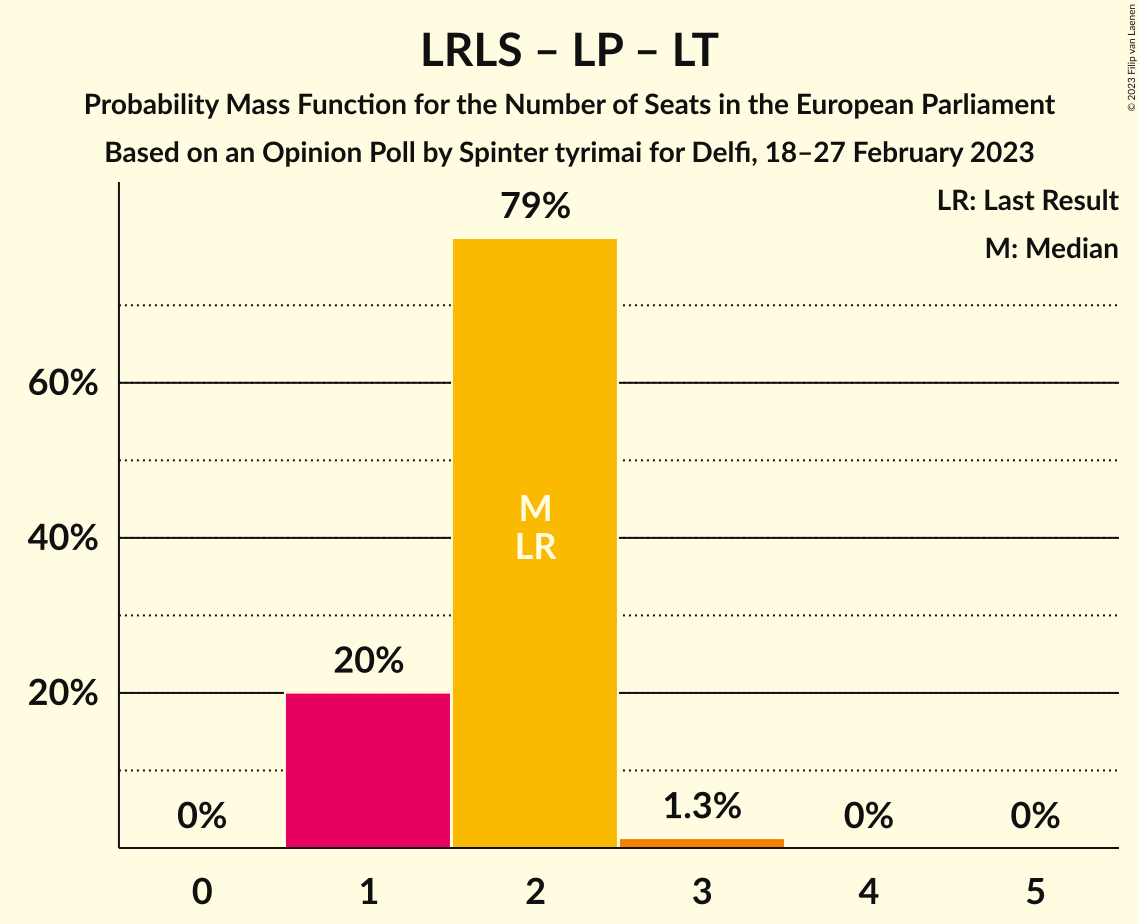 LRLS – LP – LT
Probability Mass Function for the Number of Seats in the European Parliament
Based on an Opinion Poll by Spinter tyrimai for Delfi, 18–27 February 2023
© 2023 Filip van Laenen
LR: Last Result
M: Median
79%
60%
M
40%
LR
20%
20%
0%
1.3%
0%
0%
0
1
2
3
4
5